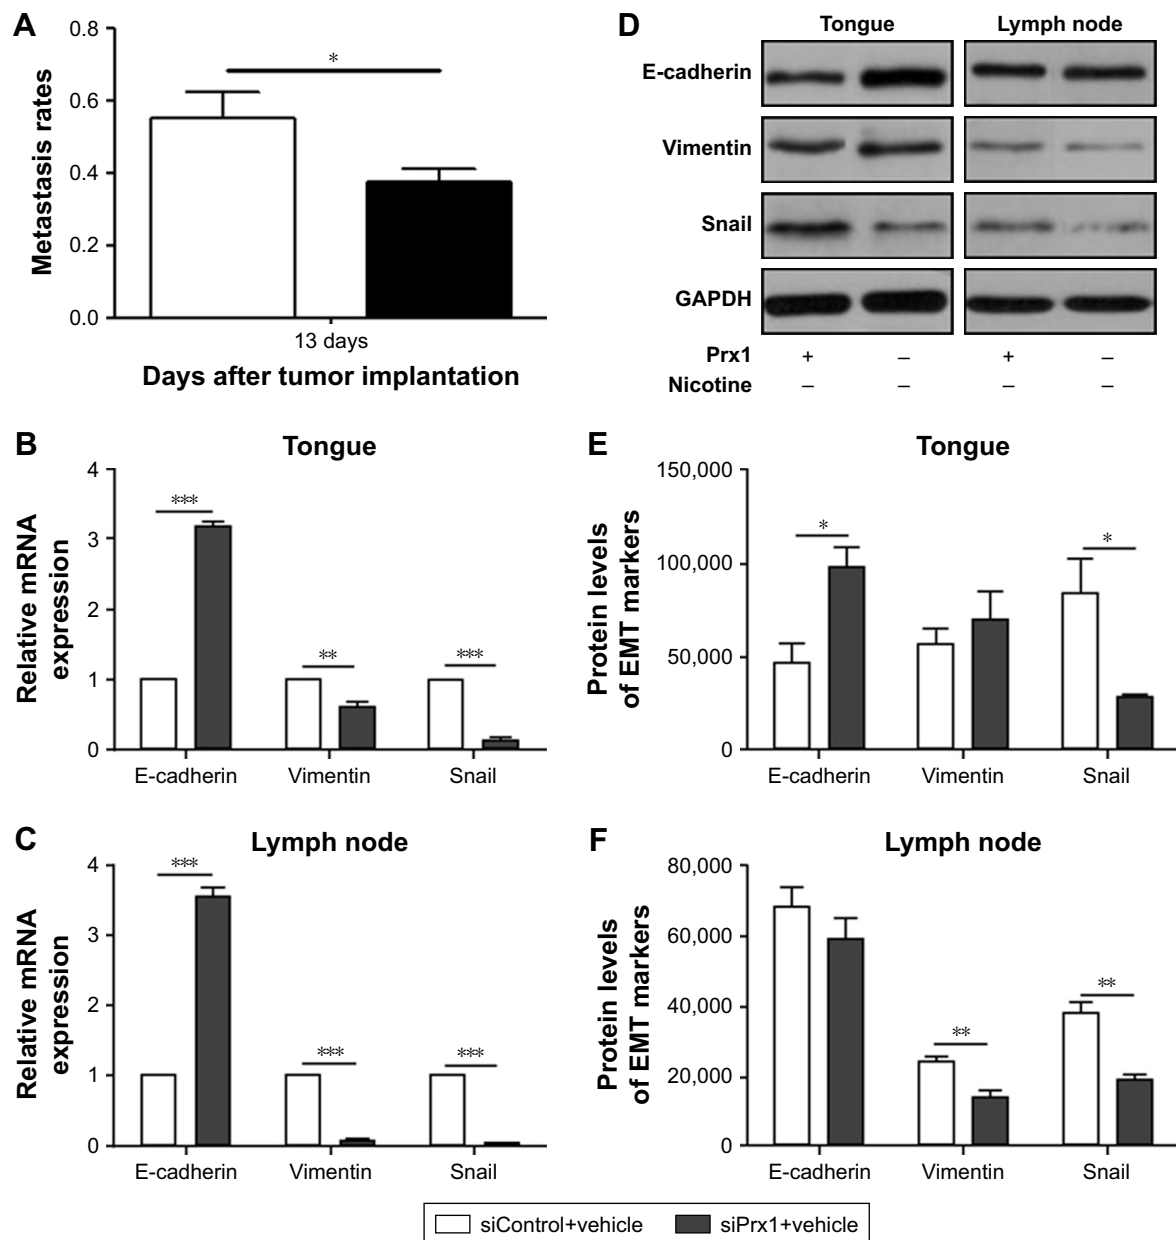 A
Metastasis rates
0.8
0.6
0.4
0.2
0.0
*
13 days
Days after tumor implantation
D
Tongue
Lymph node
E-cadherin
Vimentin
Snail
GAPDH
Prx1 + – + –
Nicotine – – – –
B
Tongue
Relative mRNA
expression
4
3
2
1
0
***
**
***
E-cadherin Vimentin Snail
E
Tongue
Protein levels
of EMT markers
150,000
100,000
50,000
0
*
*
E-cadherin Vimentin Snail
C
Lymph node
Relative mRNA
expression
4
3
2
1
0
***
***
***
E-cadherin Vimentin Snail
F
Lymph node
Protein levels
of EMT markers
80,000
60,000
40,000
20,000
0
**
**
E-cadherin Vimentin Snail
siControl+vehicle siPrx1+vehicle